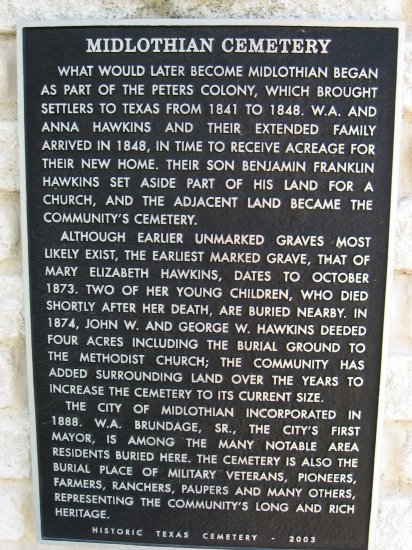 MIDLOTHIAN CEMETERY
WHAT WOULD LATER BECOME MIDLOTHIAN BEGAN
AS PART OF THE PETERS COLONY, WHICH BROUGHT
SETTLERS TO TEXAS FROM 1841 TO 1848. W.A. AND
ANNA HAWKINS AND THEIR EXTENDED FAMILY
ARRIVED IN 1848, IN TIME TO RECEIVE ACREAGE FOR
THEIR NEW HOME. THEIR SON BENJAMIN FRANKLIN
HAWKINS SET ASIDE PART OF HIS LAND FOR A
CHURCH, AND THE ADJACENT LAND BECAME THE
COMMUNITY'S CEMETERY.
ALTHOUGH EARLIER UNMARKED GRAVES MOST
LIKELY EXIST, THE EARLIEST MARKED GRAVE, THAT OF
MARY ELIZABETH HAWKINS, DATES TO OCTOBER
1873. TWO OF HER YOUNG CHILDREN, WHO DIED
SHORTLY AFTER HER DEATH, ARE BURIED NEARBY. IN
1874, JOHN W. AND GEORGE W. HAWKINS DEEDED
FOUR ACRES INCLUDING THE BURIAL GROUND TO
THE METHODIST CHURCH; THE COMMUNITY HAS
ADDED SURROUNDING LAND OVER THE YEARS TO
INCREASE THE CEMETERY TO ITS CURRENT SIZE.
THE CITY OF MIDLOTHIAN INCORPORATED IN
1888. W.A. BRUNDAGE, SR., THE CITY'S FIRST
MAYOR, IS AMONG THE MANY NOTABLE AREA
RESIDENTS BURIED HERE. THE CEMETERY IS ALSO THE
BURIAL PLACE OF MILITARY VETERANS, PIONEERS,
FARMERS, RANCHERS, PAUPERS AND MANY OTHERS,
REPRESENTING THE COMMUNITY'S LONG AND RICH
HERITAGE.
HISTORIC TEXAS CEMETERY - 2003